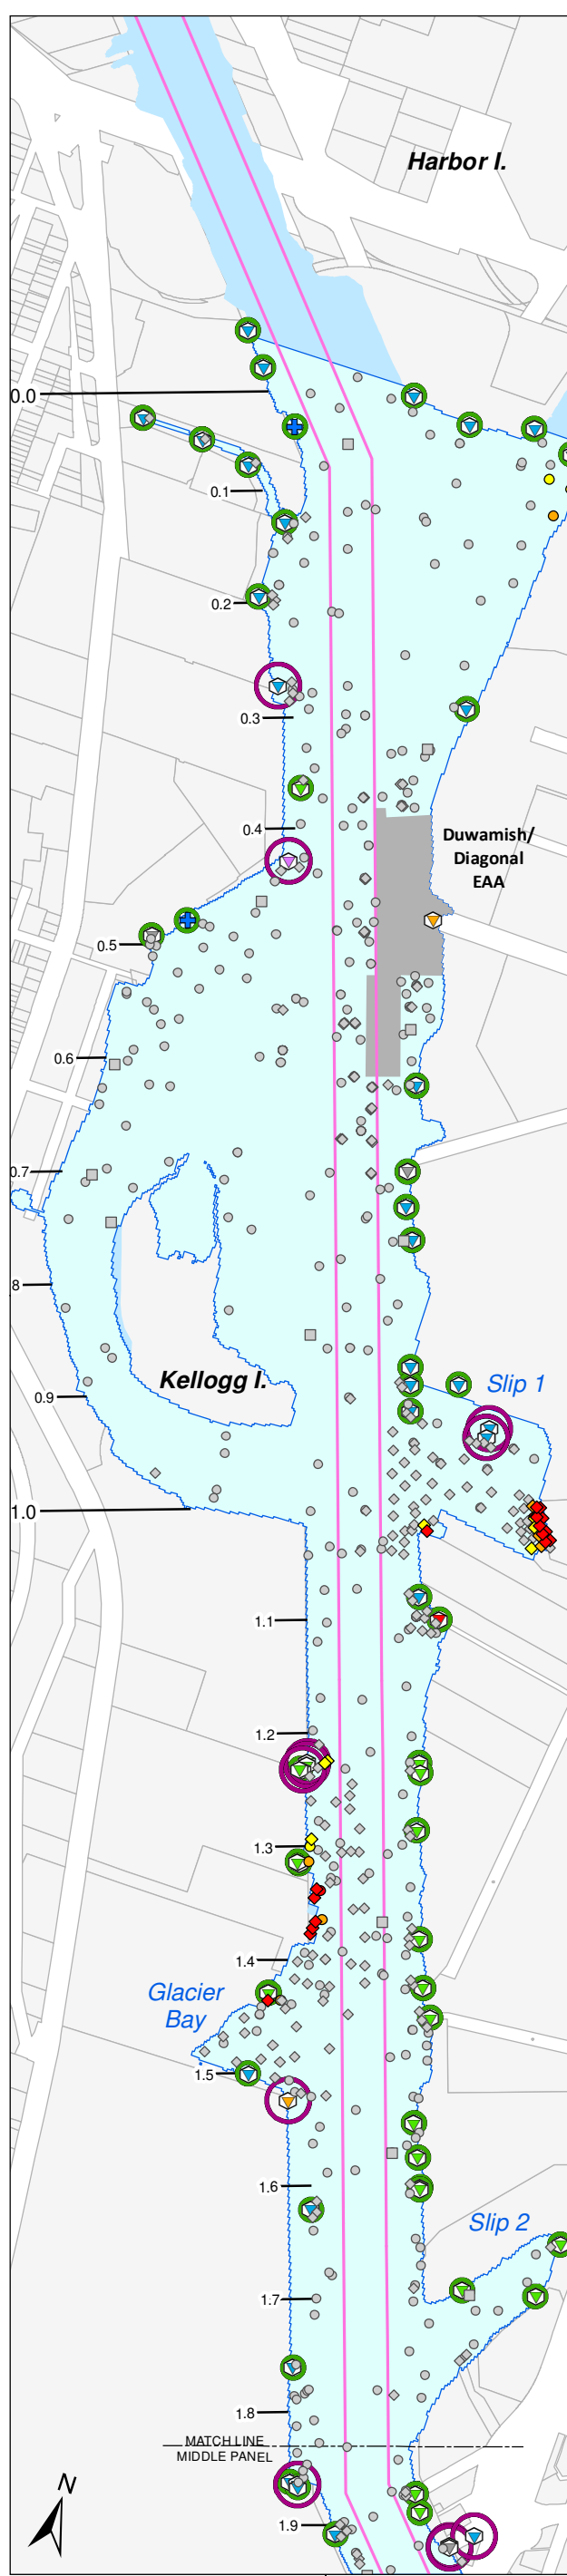 Harbor I.
0.0
0.1
0.2
0.3
0.4
Duwamish/
Diagonal
EAA
0.5
0.6
0.7
8
Kellogg I.
Slip 1
0.9
1.0
1.1
1.2
1.3
1.4
Glacier
Bay
1.5
1.6
Slip 2
1.7
1.8
MATCH LINE
MIDDLE PANEL
N
1.9